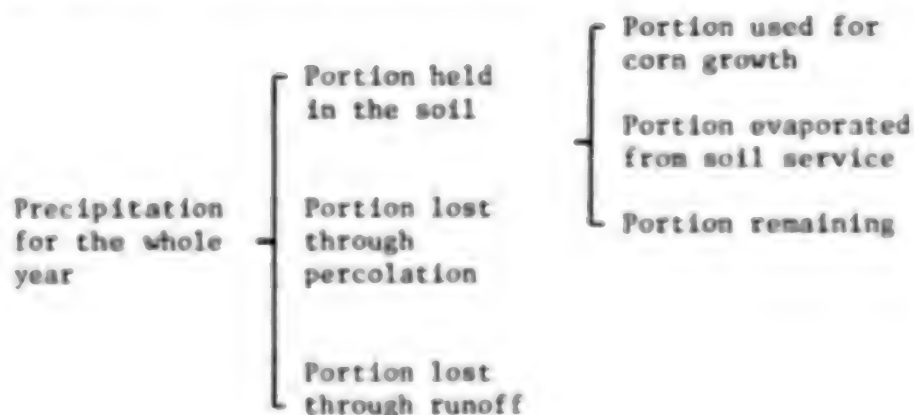 Precipitation
for the whole
year
Portion held
in the soil
Portion lost
through
percolation
Portion lost
through runoff
Portion used for
corn growth
Portion evaporated
from soil service
Portion remaining